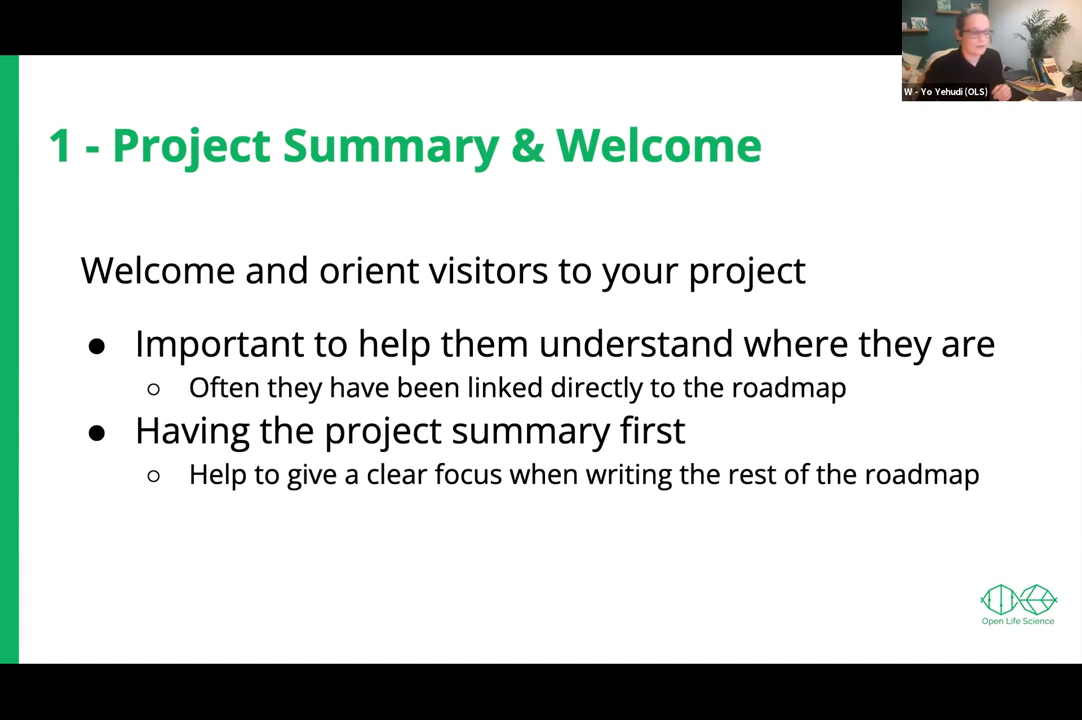 W - Yo Yehudi (OLS)
1 - Project Summary & Welcome
Welcome and orient visitors to your project
● Important to help them understand where they are
○ Often they have been linked directly to the roadmap
● Having the project summary first
○ Help to give a clear focus when writing the rest of the roadmap
Open Life Science